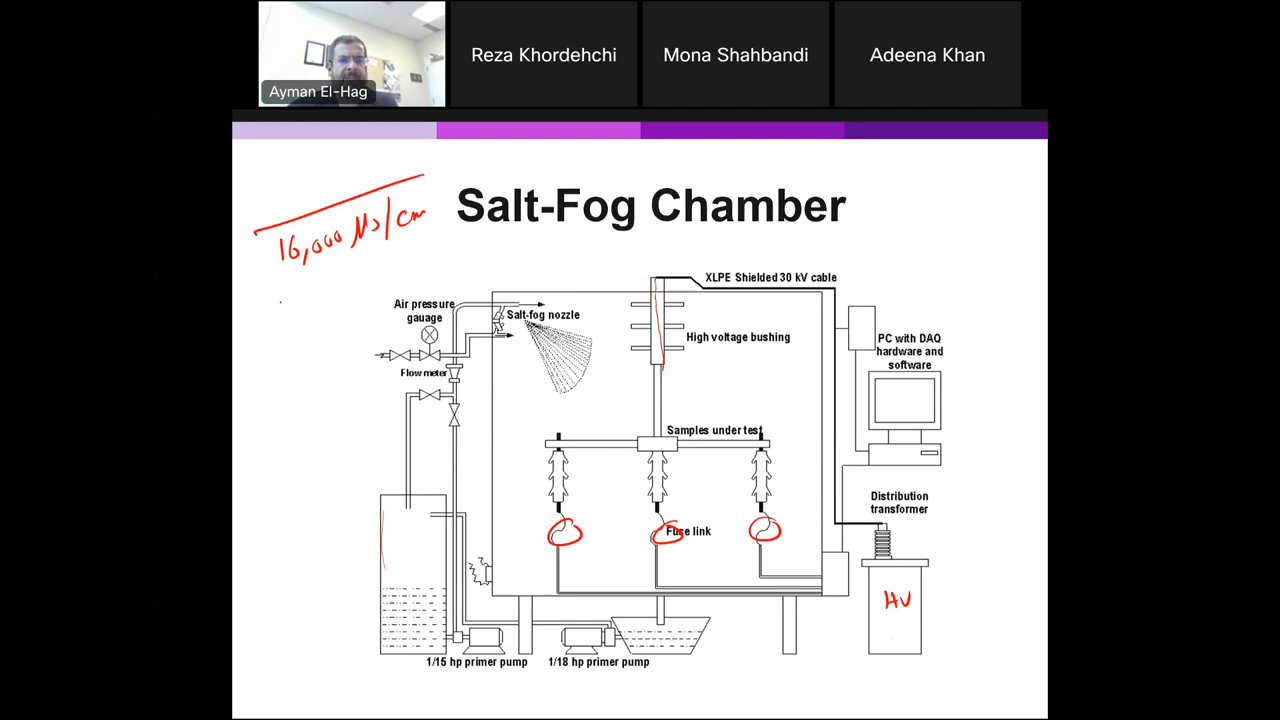 Reza Khordehchi
Mona Shahbandi
Adeena Khan
Ayman El-Hag
Salt-Fog Chamber
16,000 Ms/cm
XLPE Shielded 30 kV cable
Air pressure
gauage
Salt-fog nozzle
High voltage bushing
PC with DAQ
hardware and
software
Flow meter
Samples under test
Distribution
transformer
Fuse link
HV
1/15 hp primer pump
1/18 hp primer pump